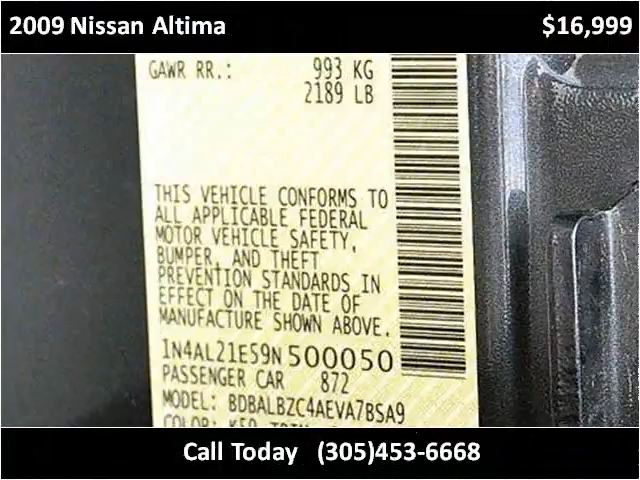 2009 Nissan Altima $16,999
GAWR RR.: 993 KG
2189 LB
THIS VEHICLE CONFORMS TO
ALL APPLICABLE FEDERAL
MOTOR VEHICLE SAFETY,
BUMPER, AND THEFT
PREVENTION STANDARDS IN
EFFECT ON THE DATE OF
MANUFACTURE SHOWN ABOVE.
1N4AL21E59N500050
PASSENGER CAR 872
MODEL: BDBALBZC4AEVA7BSA9
COLOR:
Call Today (305)453-6668